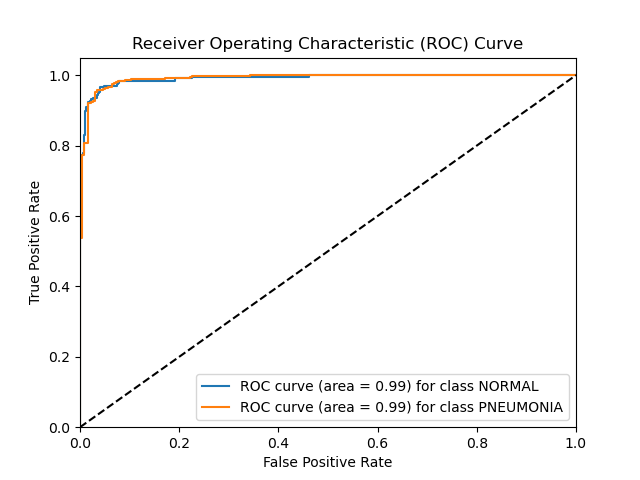 Receiver Operating Characteristic (ROC) Curve
1.0
0.8
0.6
0.4
0.2
0.0
True Positive Rate
ROC curve (area = 0.99) for class NORMAL
ROC curve (area = 0.99) for class PNEUMONIA
0.0 0.2 0.4 0.6 0.8 1.0
False Positive Rate